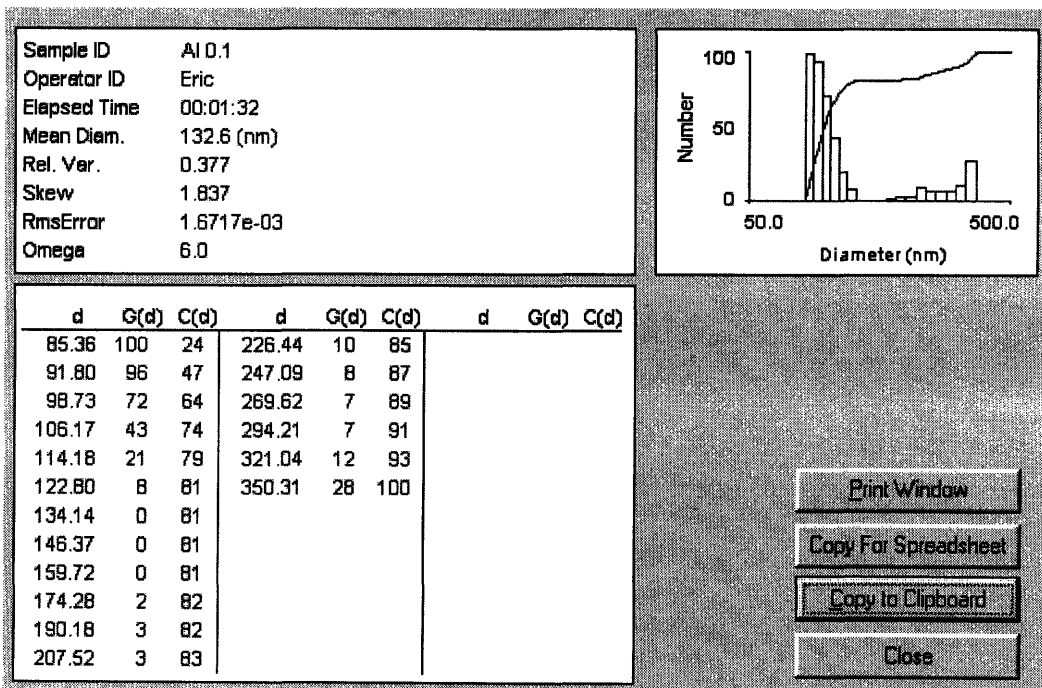 Sample ID Al 0.1
Operator ID Eric
Elapsed Time 00:01:32
Mean Diam. 132.6 (nm)
Rel. Var. 0.377
Skew 1.837
RmsError 1.6717e-03
Omega 6.0
100
50
0
Number
50.0 500.0
Diameter (nm)
d G(d) C(d) d G(d) C(d) d G(d) C(d)
85.36 100 24 226.44 10 85
91.80 96 47 247.09 8 87
98.73 72 64 269.62 7 89
106.17 43 74 294.21 7 91
114.18 21 79 321.04 12 93
122.80 8 81 350.31 28 100
134.14 0 81
146.37 0 81
159.72 0 81
174.28 2 82
190.18 3 82
207.52 3 83
Print Window
Copy For Spreadsheet
Copy to Clipboard
Close